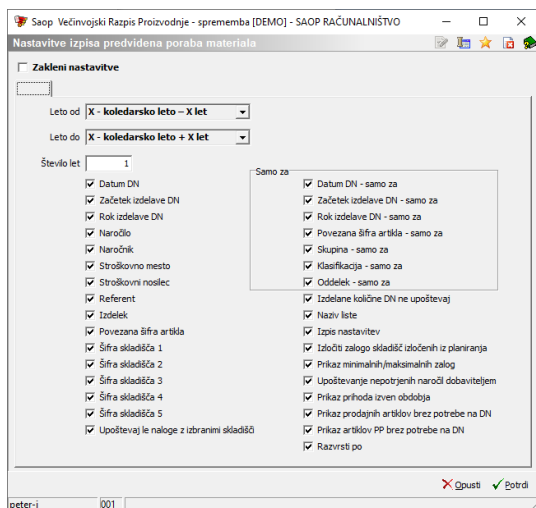 Saop Večinvojski Razpis Proizvodnje - sprememba [DEMO] - SAOP RAČUNALNIŠTVO
Nastavitve izpisa predvidena poraba materiala
Zakleni nastavitve
Leto od X - koledarsko leto – X let
Leto do X - koledarsko leto + X let
Število let 1
Datum DN
Začetek izdelave DN
Rok izdelave DN
Naročilo
Naročnik
Stroškovno mesto
Stroškovni nosilec
Referent
Izdelek
Povezana šifra artikla
Šifra skladišča 1
Šifra skladišča 2
Šifra skladišča 3
Šifra skladišča 4
Šifra skladišča 5
Upoštevaj le naloge z izbranimi skladišči
Samo za
Datum DN - samo za
Začetek izdelave DN - samo za
Rok izdelave DN - samo za
Povezana šifra artikla - samo za
Skupina - samo za
Klasifikacija - samo za
Oddelek - samo za
Izdelane količine DN ne upoštevaj
Naziv liste
Izpis nastavitev
Izločiti zalogo skladišč izločenih iz planiranja
Prikaz minimalnih/maksimalnih zalog
Upoštevanje nepotrjenih naročil dobaviteljem
Prikaz prihoda izven obdobja
Prikaz prodajnih artiklov brez potrebe na DN
Prikaz artiklov PP brez potrebe na DN
Razvrsti po
Opusti Potrdi
peter-j 001